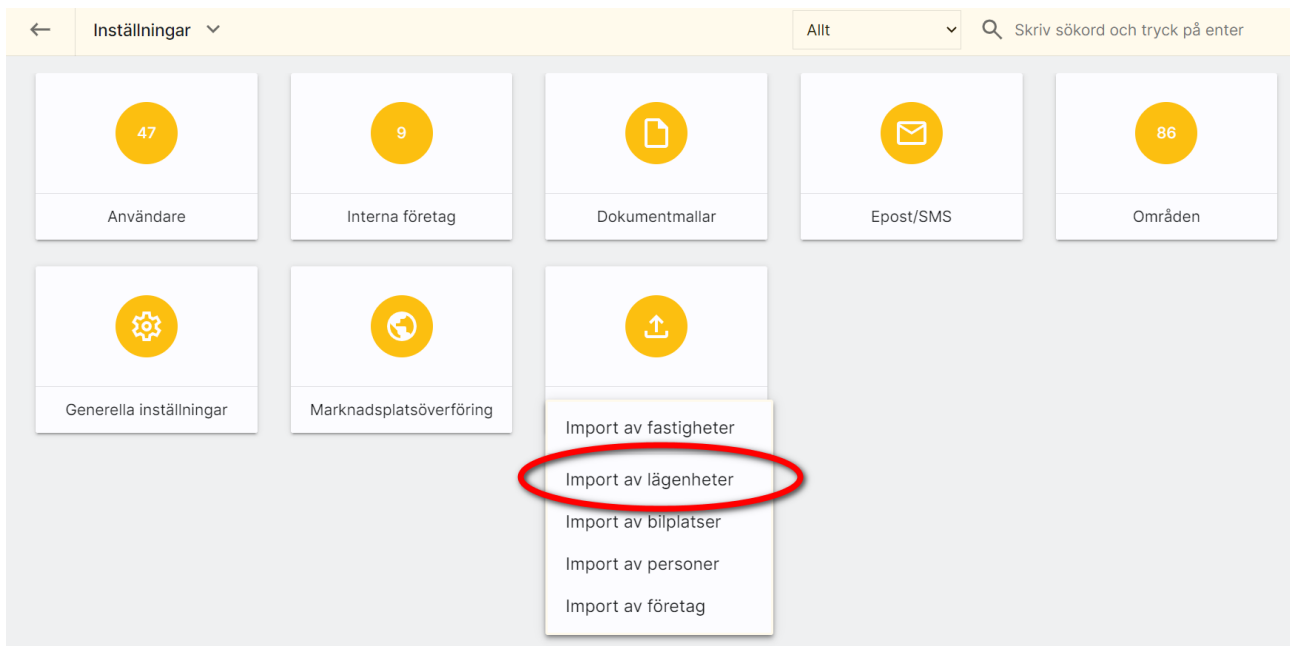 Inställningar
Allt
Skriv sökord och tryck på enter
47
9
86
Användare
Interna företag
Dokumentmallar
Epost/SMS
Områden
Generella inställningar
Marknadsplatsöverföring
Import av fastigheter
Import av lägenheter
Import av bilplatser
Import av personer
Import av företag